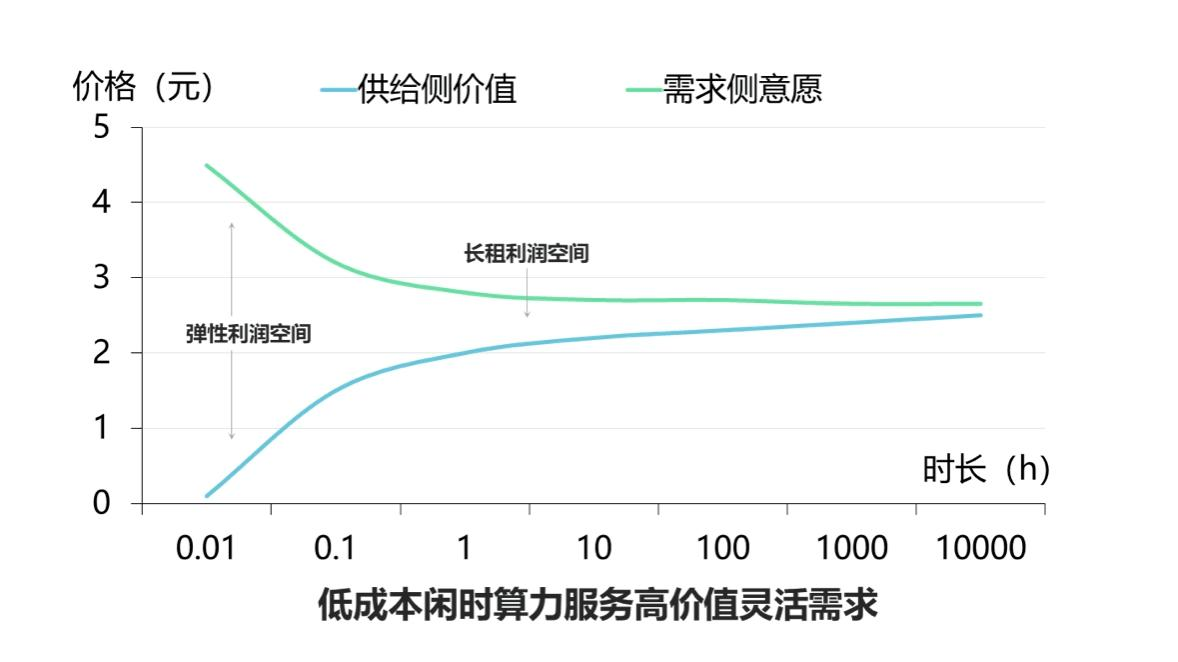 价格（元）
供给侧价值
需求侧意愿
5
4
长租利润空间
3
弹性利润空间
2
1
时长（h）
0
0.01 0.1 1 10 100 1000 10000
低成本闲时算力服务高价值灵活需求